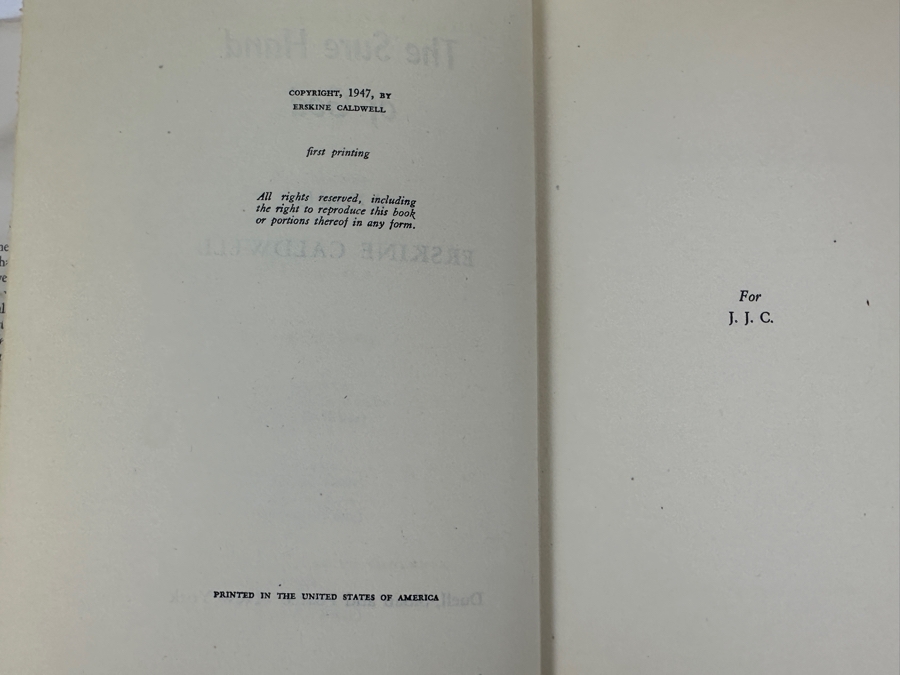 COPYRIGHT, 1947, BY
ERSKINE CALDWELL
first printing
All rights reserved, including
the right to reproduce this book
or portions thereof in any form.
PRINTED IN THE UNITED STATES OF AMERICA
For
J. J. C.